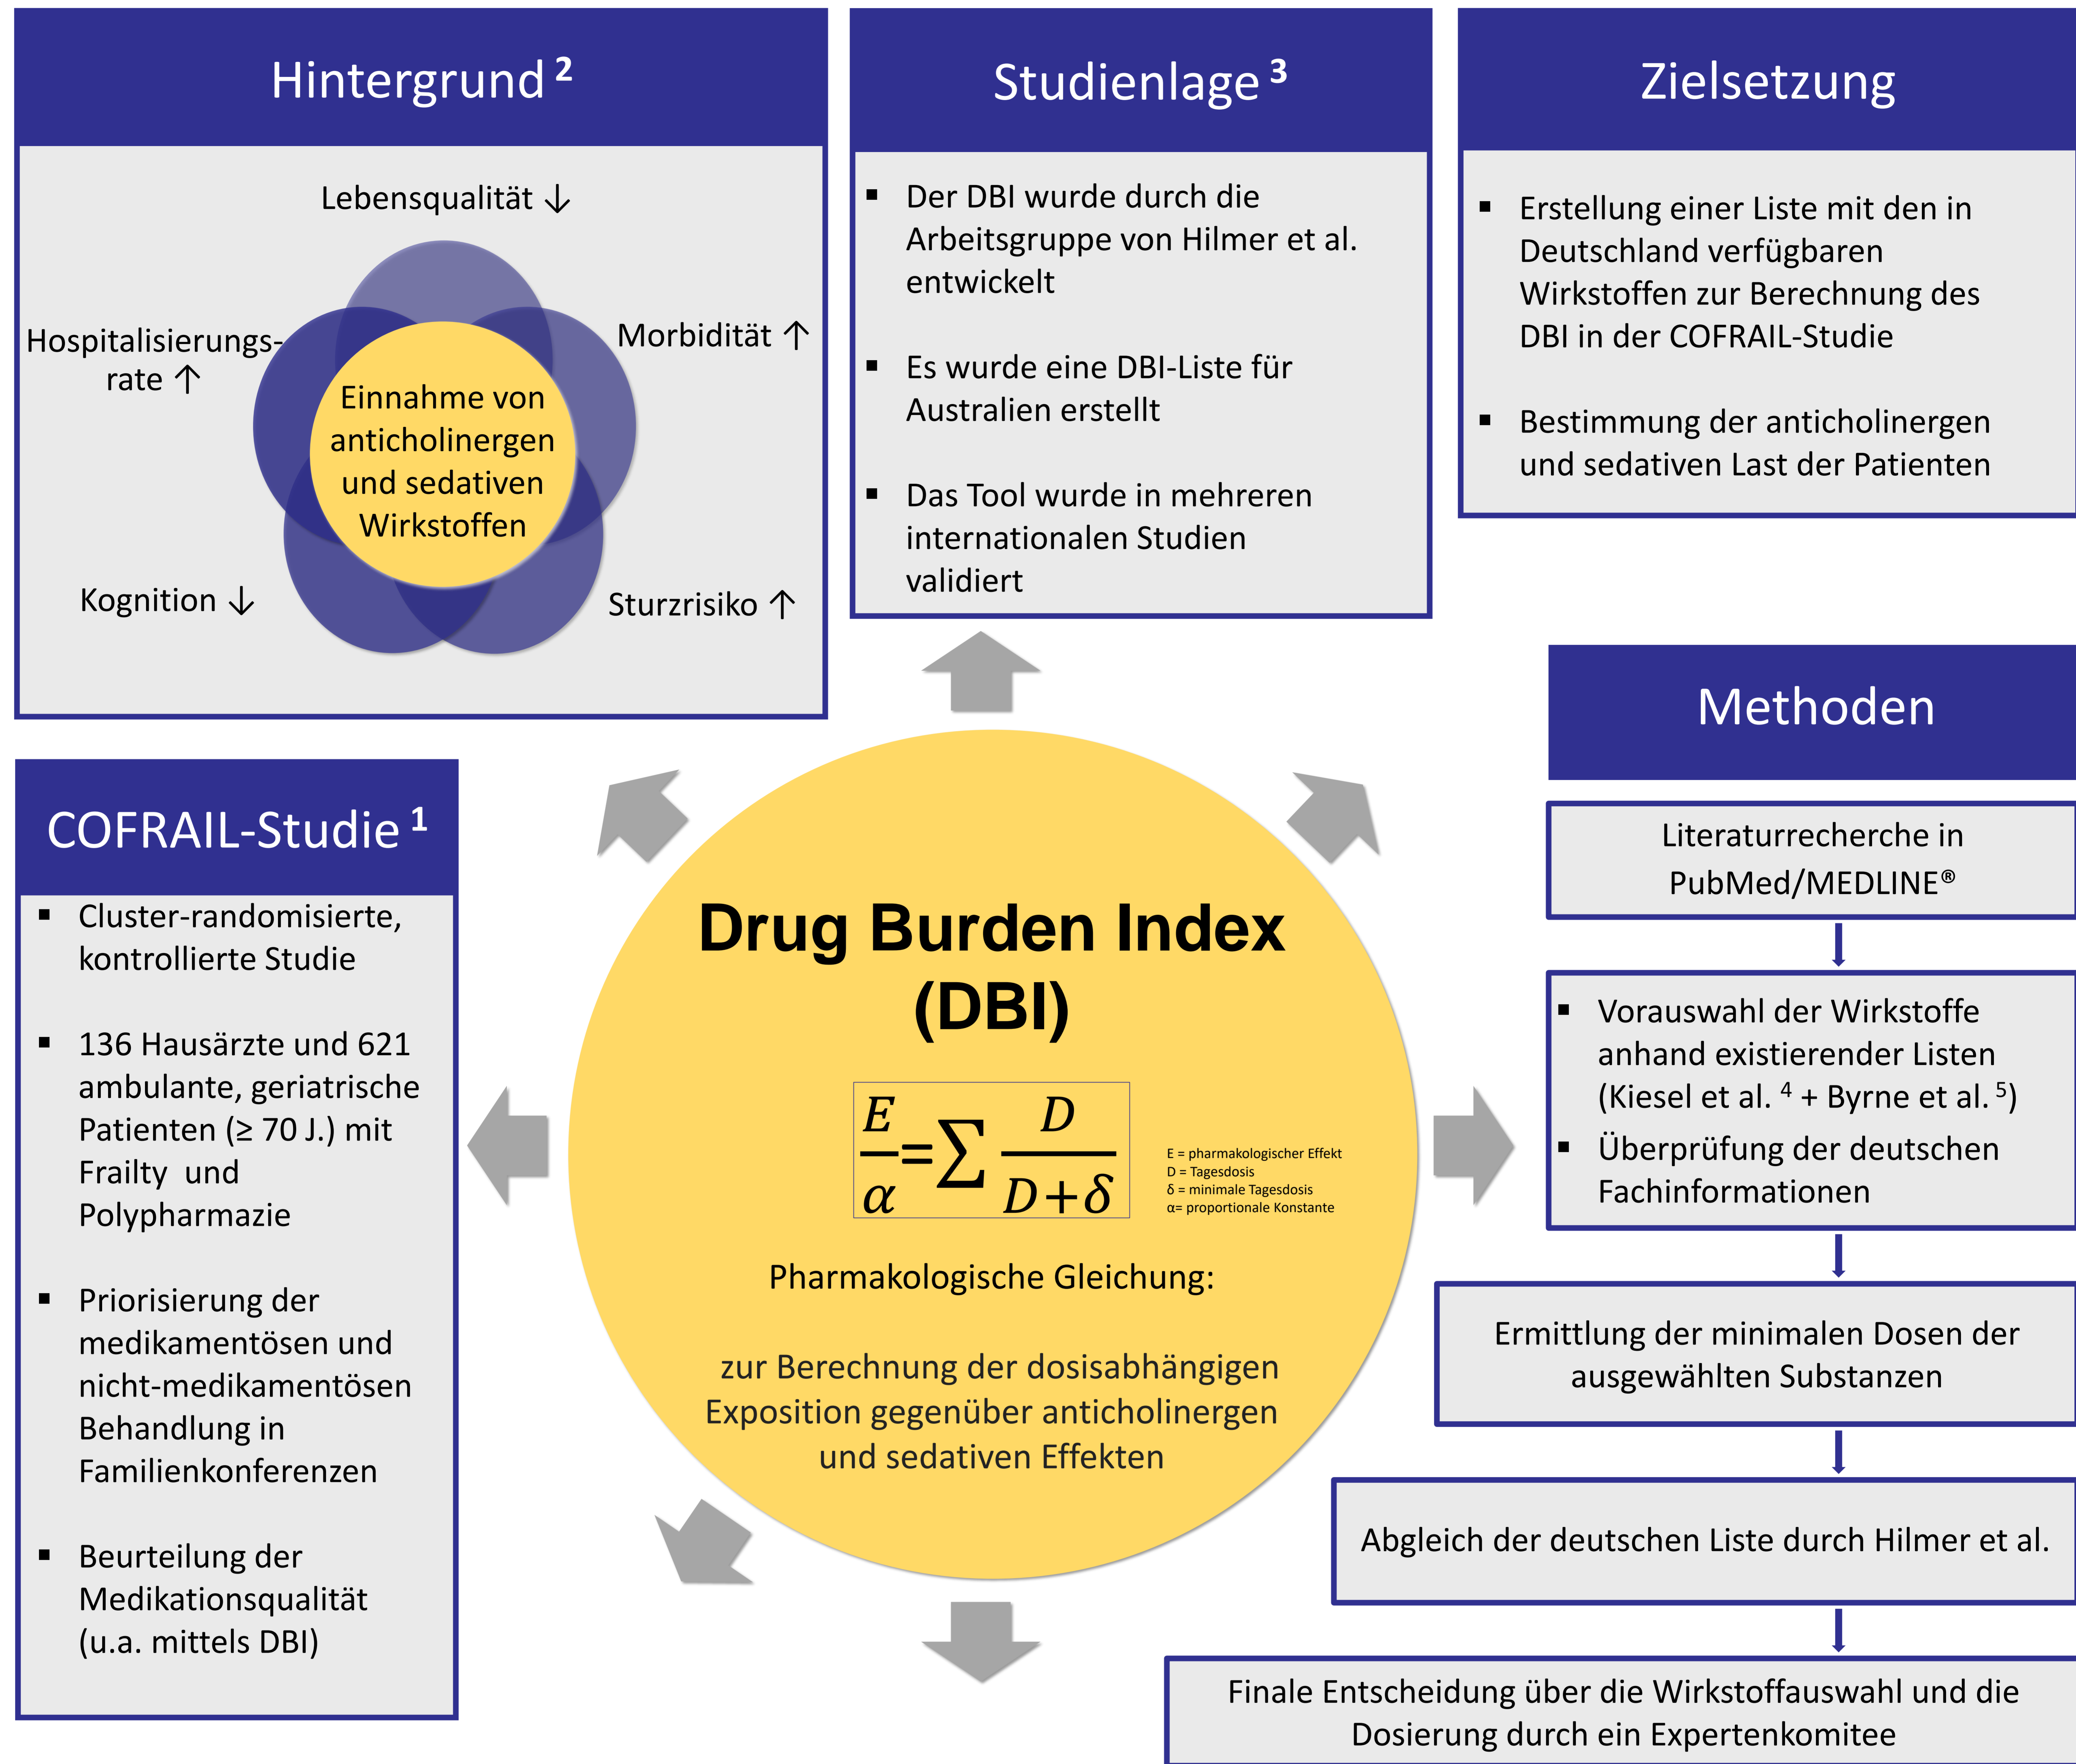 Hintergrund ²
Lebensqualität ↓
Hospitalisierungs-
rate ↑
Morbidität ↑
Einnahme von
anticholinergen
und sedativen
Wirkstoffen
Kognition ↓
Sturzrisiko ↑
Studienlage ³
▪ Der DBI wurde durch die
Arbeitsgruppe von Hilmer et al.
entwickelt
▪ Es wurde eine DBI-Liste für
Australien erstellt
▪ Das Tool wurde in mehreren
internationalen Studien
validiert
Zielsetzung
▪ Erstellung einer Liste mit den in
Deutschland verfügbaren
Wirkstoffen zur Berechnung des
DBI in der COFRAIL-Studie
▪ Bestimmung der anticholinergen
und sedativen Last der Patienten
COFRAIL-Studie ¹
▪ Cluster-randomisierte,
kontrollierte Studie
▪ 136 Hausärzte und 621
ambulante, geriatrische
Patienten (≥ 70 J.) mit
Frailty und
Polypharmazie
▪ Priorisierung der
medikamentösen und
nicht-medikamentösen
Behandlung in
Familienkonferenzen
▪ Beurteilung der
Medikationsqualität
(u.a. mittels DBI)
Drug Burden Index
(DBI)
E/α=∑ D/(D+δ)
E = pharmakologischer Effekt
D = Tagesdosis
δ = minimale Tagesdosis
α= proportionale Konstante
Pharmakologische Gleichung:
zur Berechnung der dosisabhängigen
Exposition gegenüber anticholinergen
und sedativen Effekten
Methoden
Literaturrecherche in
PubMed/MEDLINE®
▪ Vorauswahl der Wirkstoffe
anhand existierender Listen
(Kiesel et al. ⁴ + Byrne et al. ⁵)
▪ Überprüfung der deutschen
Fachinformationen
Ermittlung der minimalen Dosen der
ausgewählten Substanzen
Abgleich der deutschen Liste durch Hilmer et al.
Finale Entscheidung über die Wirkstoffauswahl und die
Dosierung durch ein Expertenkomitee